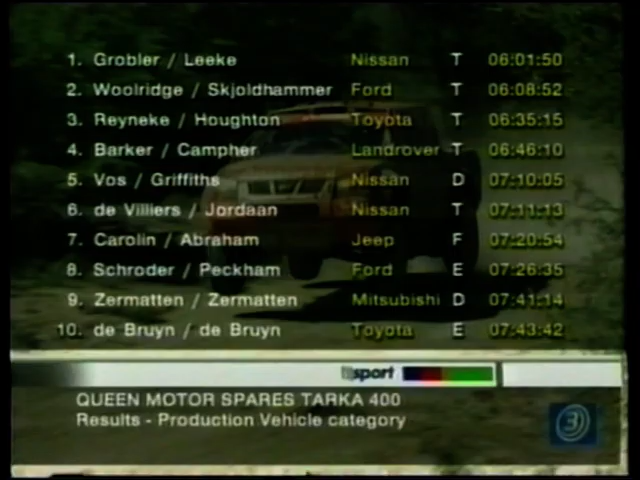 1. Grobler / Leeke Nissan T 06:01:50
2. Woolridge / Skjoldhammer Ford T 06:08:52
3. Reyneke / Houghton Toyota T 06:35:15
4. Barker / Campher Landrover T 06:46:10
5. Vos / Griffiths Nissan D 07:10:05
6. de Villiers / Jordaan Nissan T 07:11:13
7. Carolin / Abraham Jeep F 07:20:54
8. Schroder / Peckham Ford E 07:26:35
9. Zermatten / Zermatten Mitsubishi D 07:41:14
10. de Bruyn / de Bruyn Toyota E 07:43:42
sport
QUEEN MOTOR SPARES TARKA 400
Results - Production Vehicle category
3